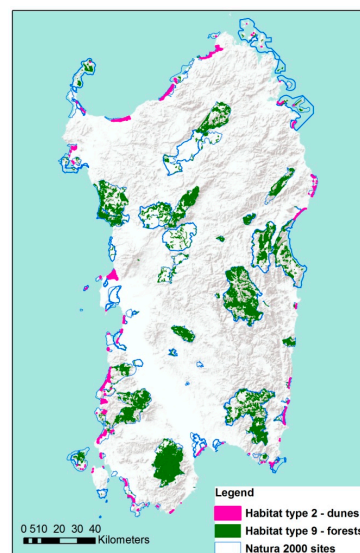 Legend
Habitat type 2 - dunes
Habitat type 9 - forests
Natura 2000 sites
0 510 20 30 40
Kilometers